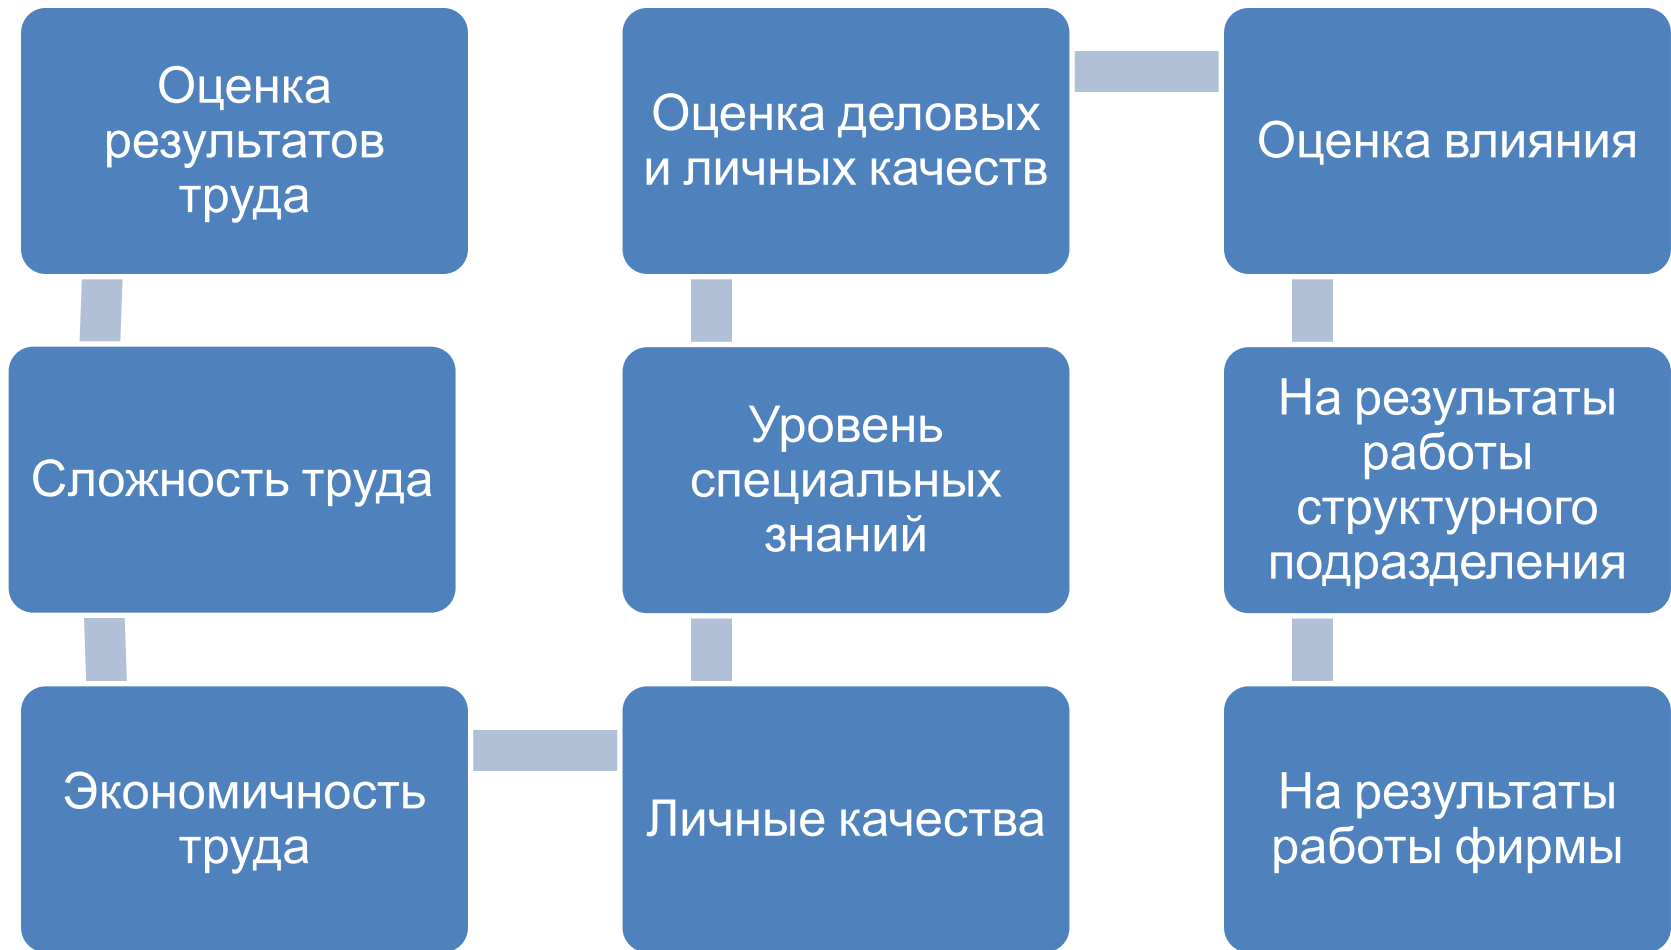 Оценка
результатов
труда
Сложность труда
Экономичность
труда
Личные качества
Уровень
специальных
знаний
Оценка деловых
и личных качеств
Оценка влияния
На результаты
работы
структурного
подразделения
На результаты
работы фирмы